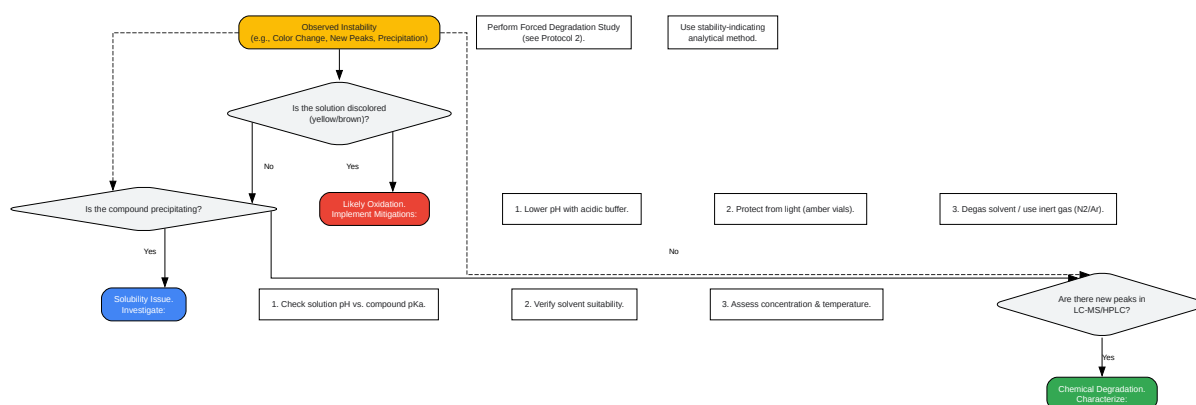 Observed Instability
(e.g., Color Change, New Peaks, Precipitation)
Perform Forced Degradation Study
(see Protocol 2).
Use stability-indicating
analytical method.
Is the solution discolored
(yellow/brown)?
No
Yes
Is the compound precipitating?
Likely Oxidation.
Implement Mitigations:
1. Lower pH with acidic buffer.
2. Protect from light (amber vials).
3. Degas solvent / use inert gas (N2/Ar).
Yes
No
Solubility Issue.
Investigate:
1. Check solution pH vs. compound pKa.
2. Verify solvent suitability.
3. Assess concentration & temperature.
Are there new peaks in
LC-MS/HPLC?
Yes
Chemical Degradation.
Characterize: